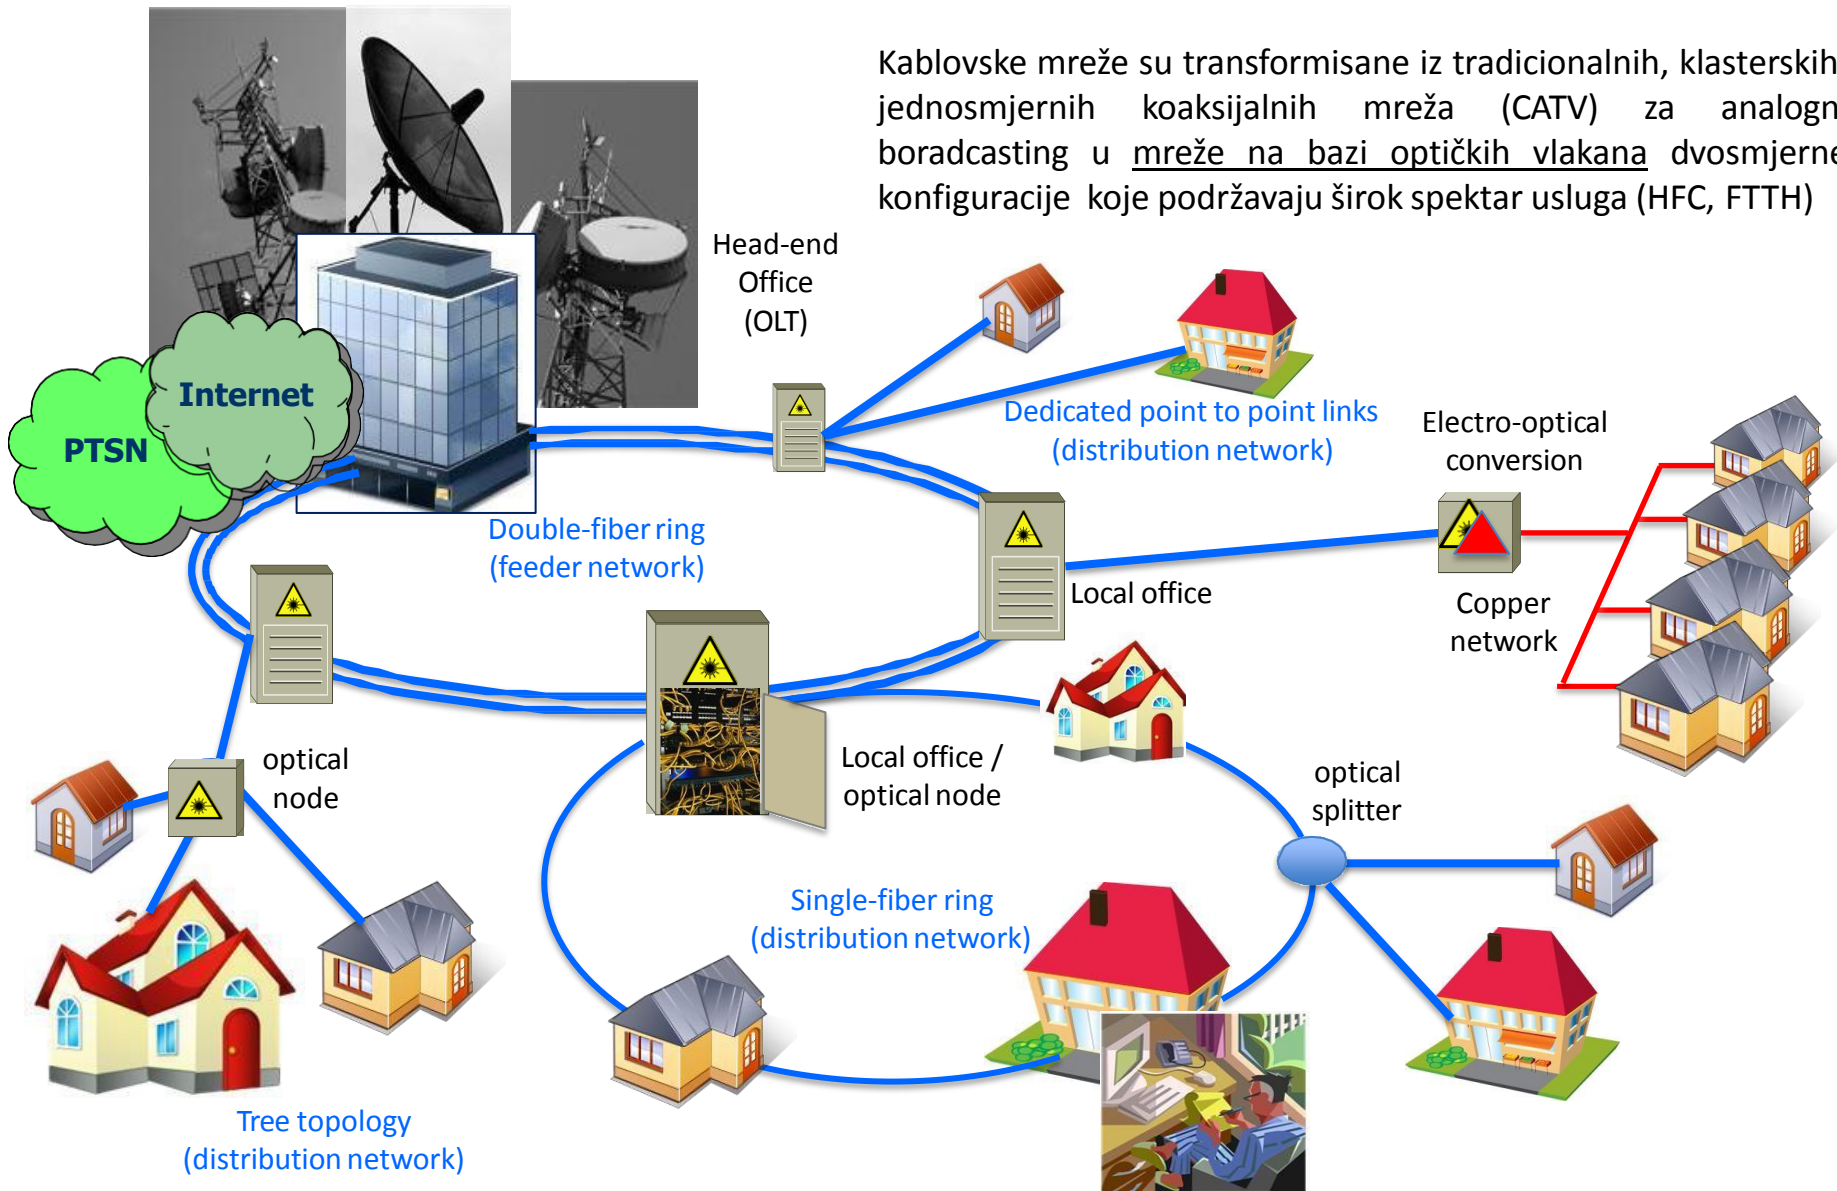 Kablovske mreže su transformisane iz tradicionalnih, klasterskih
jednosmjernih koaksijalnih mreža (CATV) za analogn
boradcasting u mreže na bazi optičkih vlakana dvosmjerne
konfiguracije koje podržavaju širok spektar usluga (HFC, FTTH)
Head-end
Office
(OLT)
Internet
PTSN
Dedicated point to point links
(distribution network)
Electro-optical
conversion
Double-fiber ring
(feeder network)
Local office
Copper
network
optical
node
Local office /
optical node
optical
splitter
Single-fiber ring
(distribution network)
Tree topology
(distribution network)